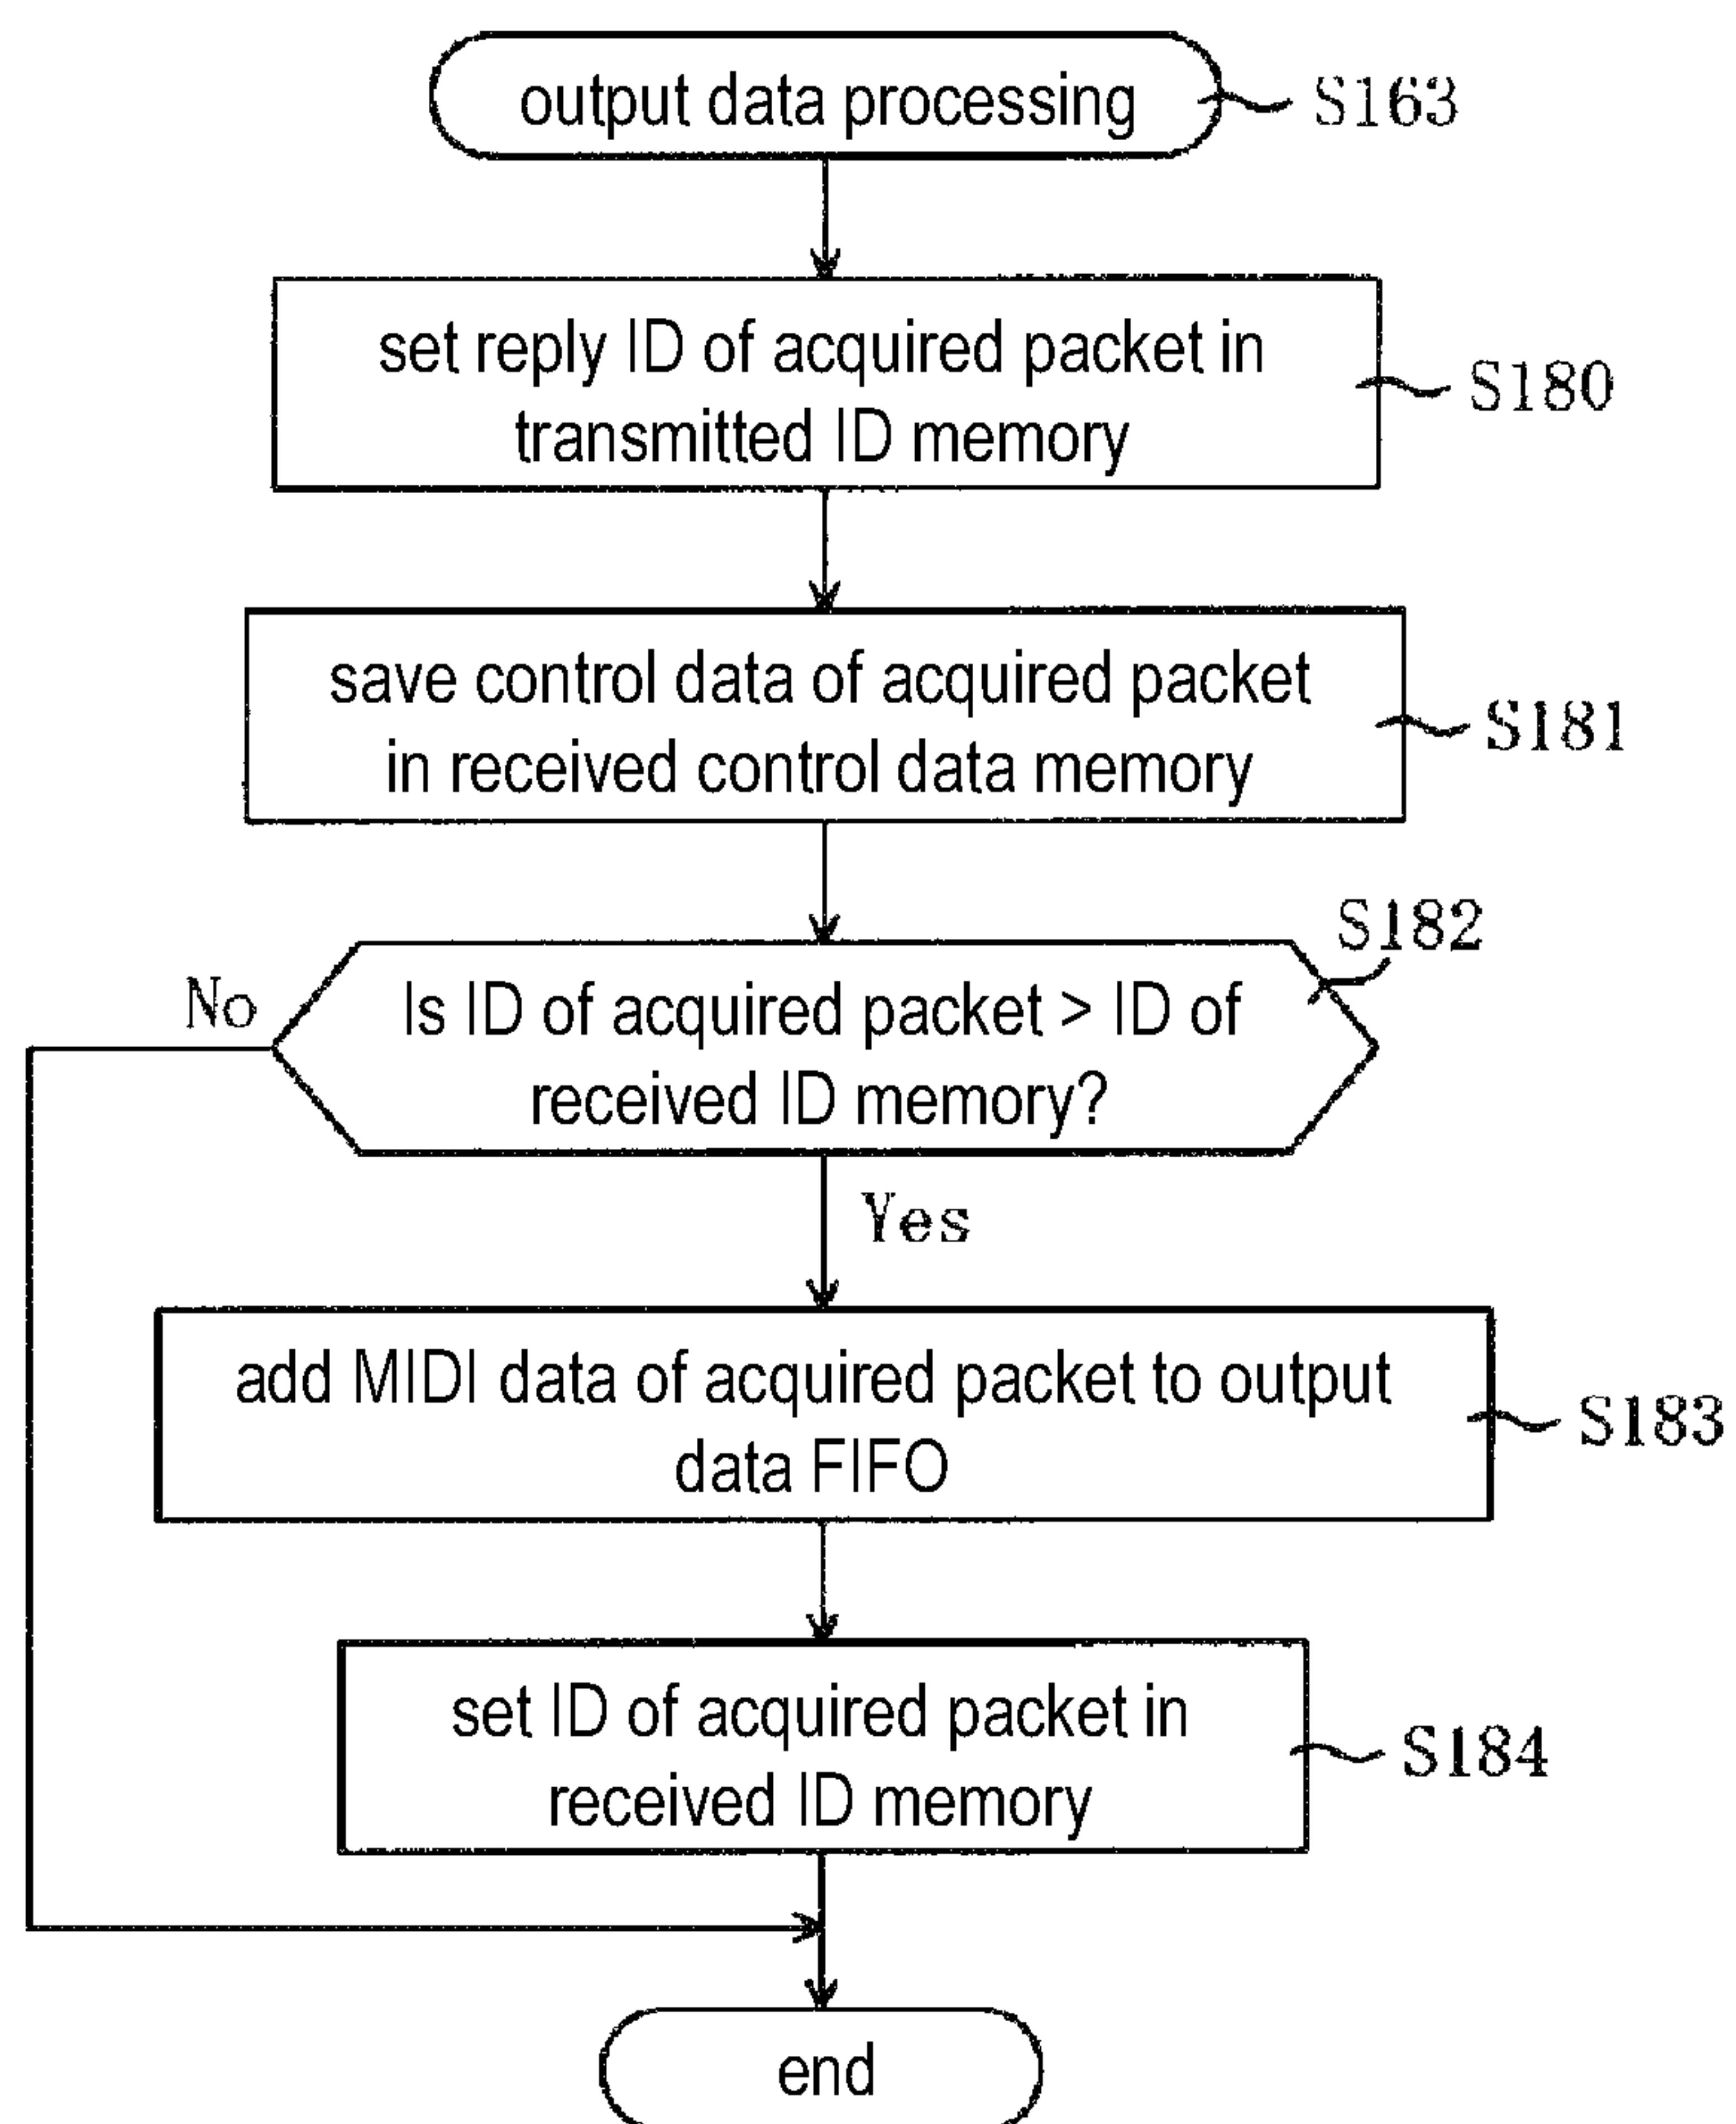 output data processing
S163
set reply ID of acquired packet in
transmitted ID memory
S180
save control data of acquired packet
in received control data memory
S181
S182
No
Is ID of acquired packet > ID of
received ID memory?
Yes
add MIDI data of acquired packet to output
data FIFO
S183
set ID of acquired packet in
received ID memory
S184
end